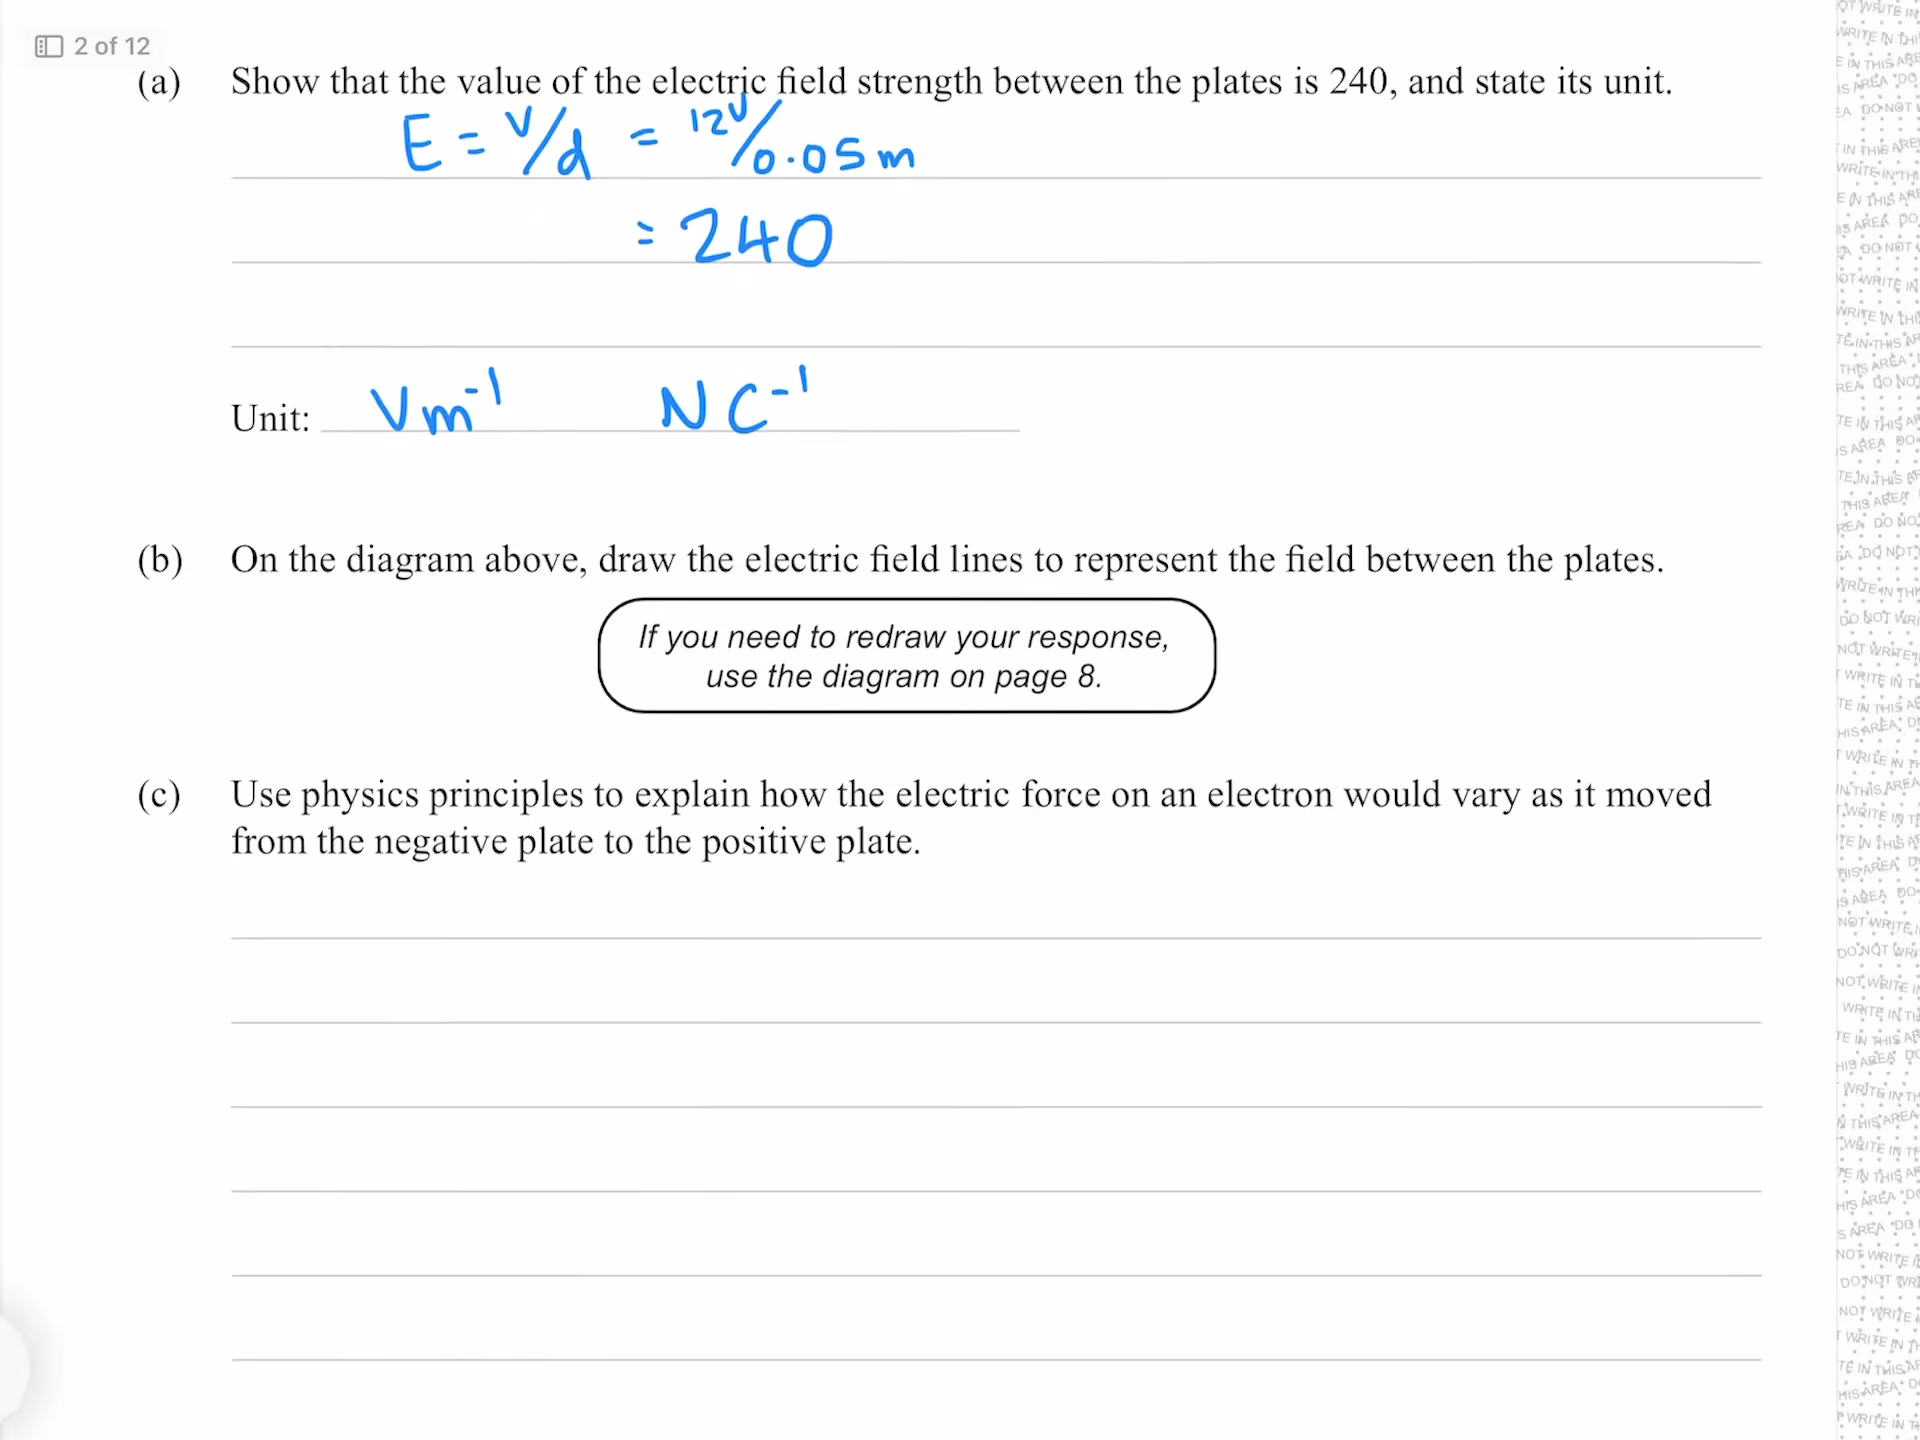 2 of 12
(a) Show that the value of the electric field strength between the plates is 240, and state its unit.
E = V/d = 12V/0.05m
= 240
Unit: Vm⁻¹ NC⁻¹
(b) On the diagram above, draw the electric field lines to represent the field between the plates.
If you need to redraw your response,
use the diagram on page 8.
(c) Use physics principles to explain how the electric force on an electron would vary as it moved
from the negative plate to the positive plate.